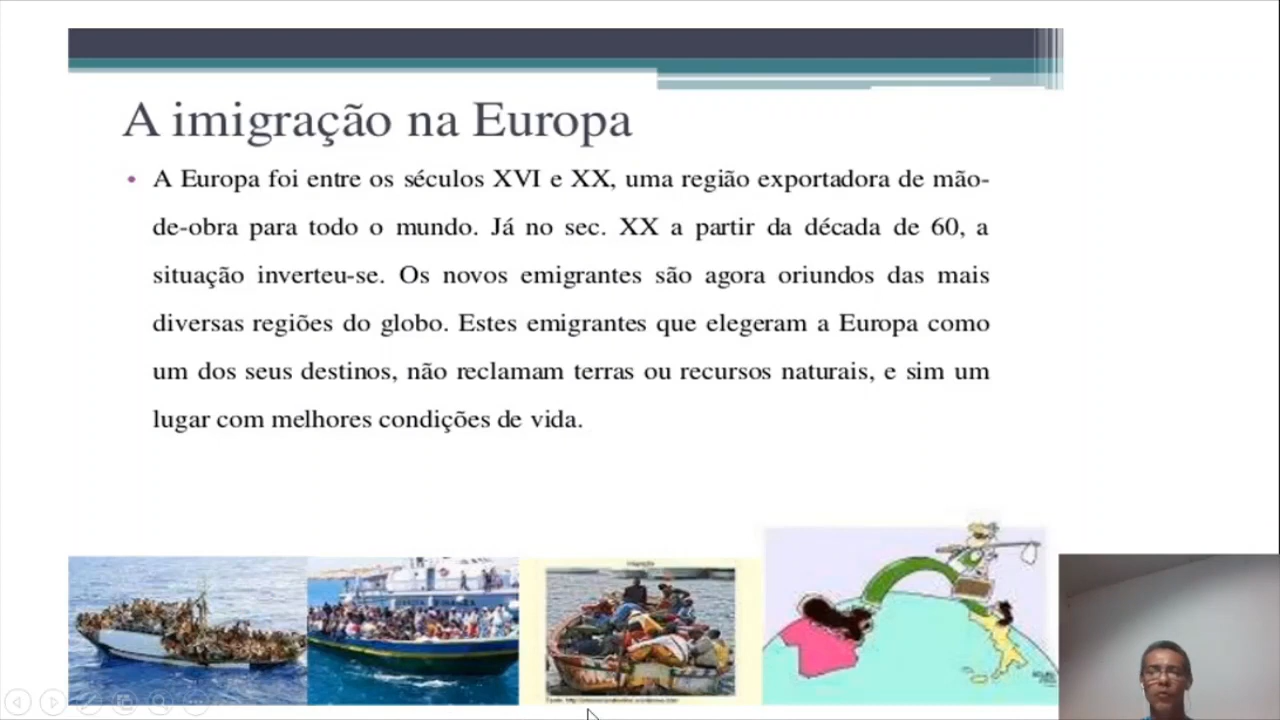 A imigração na Europa
• A Europa foi entre os séculos XVI e XX, uma região exportadora de mão-
de-obra para todo o mundo. Já no sec. XX a partir da década de 60, a
situação inverteu-se. Os novos emigrantes são agora oriundos das mais
diversas regiões do globo. Estes emigrantes que elegeram a Europa como
um dos seus destinos, não reclamam terras ou recursos naturais, e sim um
lugar com melhores condições de vida.